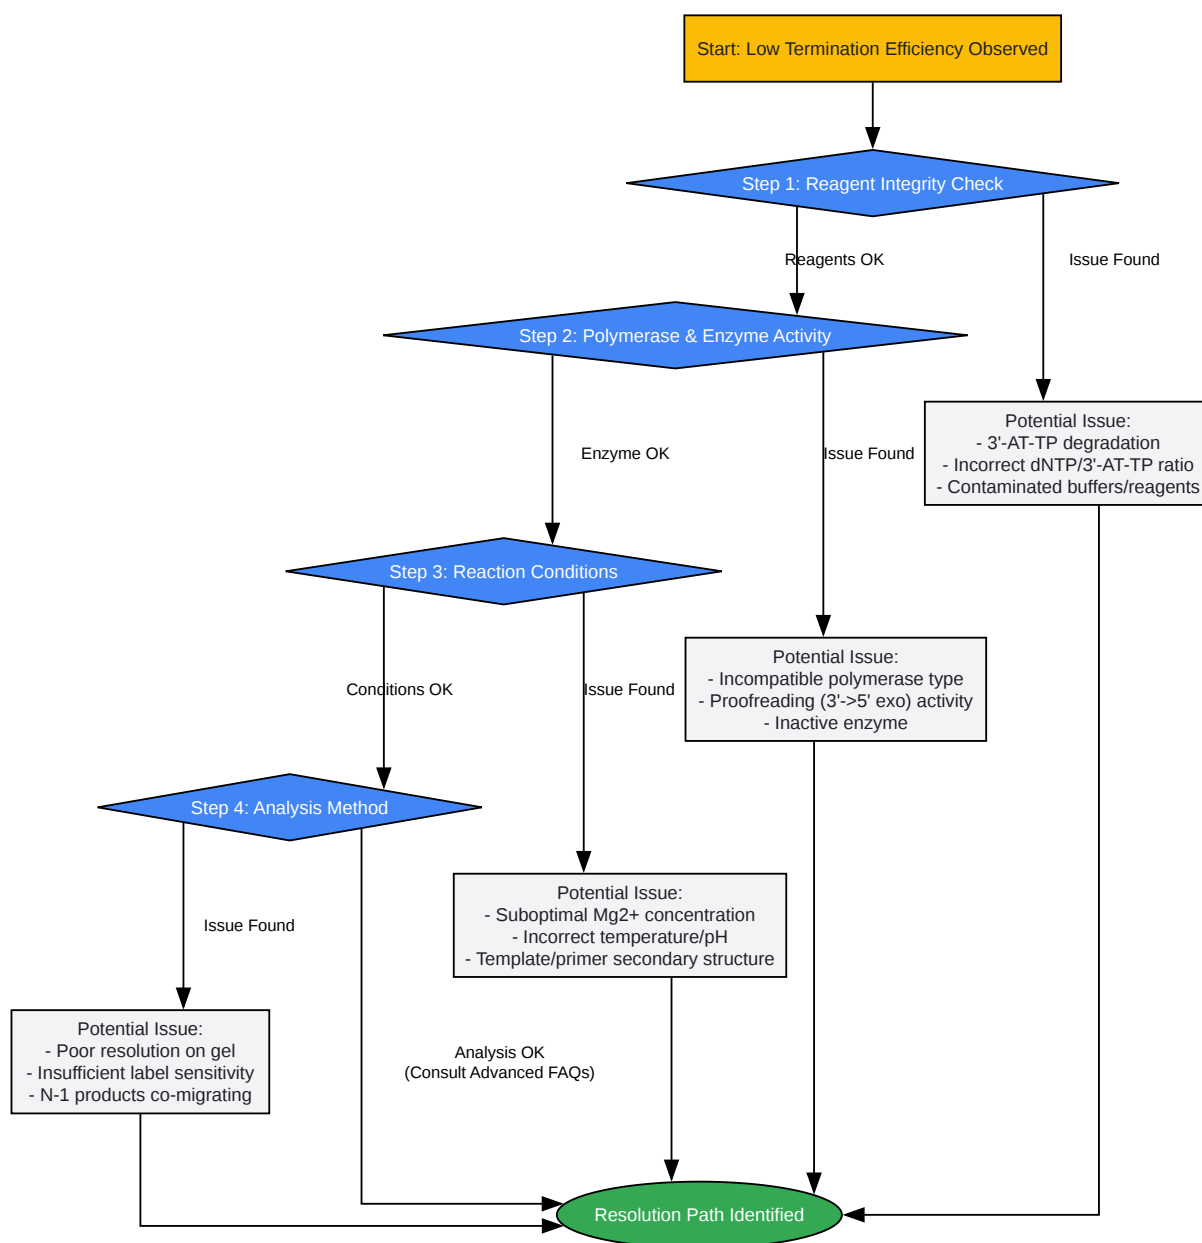 Start: Low Termination Efficiency Observed
Step 1: Reagent Integrity Check
Reagents OK
Issue Found
Step 2: Polymerase & Enzyme Activity
Enzyme OK
Issue Found
Potential Issue:
- 3'-AT-TP degradation
- Incorrect dNTP/3'-AT-TP ratio
- Contaminated buffers/reagents
Step 3: Reaction Conditions
Conditions OK
Issue Found
Potential Issue:
- Incompatible polymerase type
- Proofreading (3'->5' exo) activity
- Inactive enzyme
Step 4: Analysis Method
Issue Found
Analysis OK
(Consult Advanced FAQs)
Potential Issue:
- Suboptimal Mg2+ concentration
- Incorrect temperature/pH
- Template/primer secondary structure
Potential Issue:
- Poor resolution on gel
- Insufficient label sensitivity
- N-1 products co-migrating
Resolution Path Identified